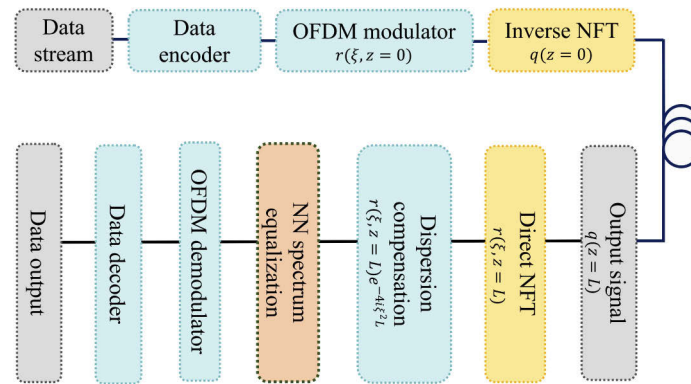 Data
stream
Data
encoder
OFDM modulator
r(ξ, z = 0)
Inverse NFT
q(z = 0)
Data output
Data decoder
OFDM demodulator
NN spectrum
equalization
Dispersion
compensation
r(ξ, z = L)e^{-4iξ²L}
Direct NFT
r(ξ, z = L)
Output signal
q(z = L)